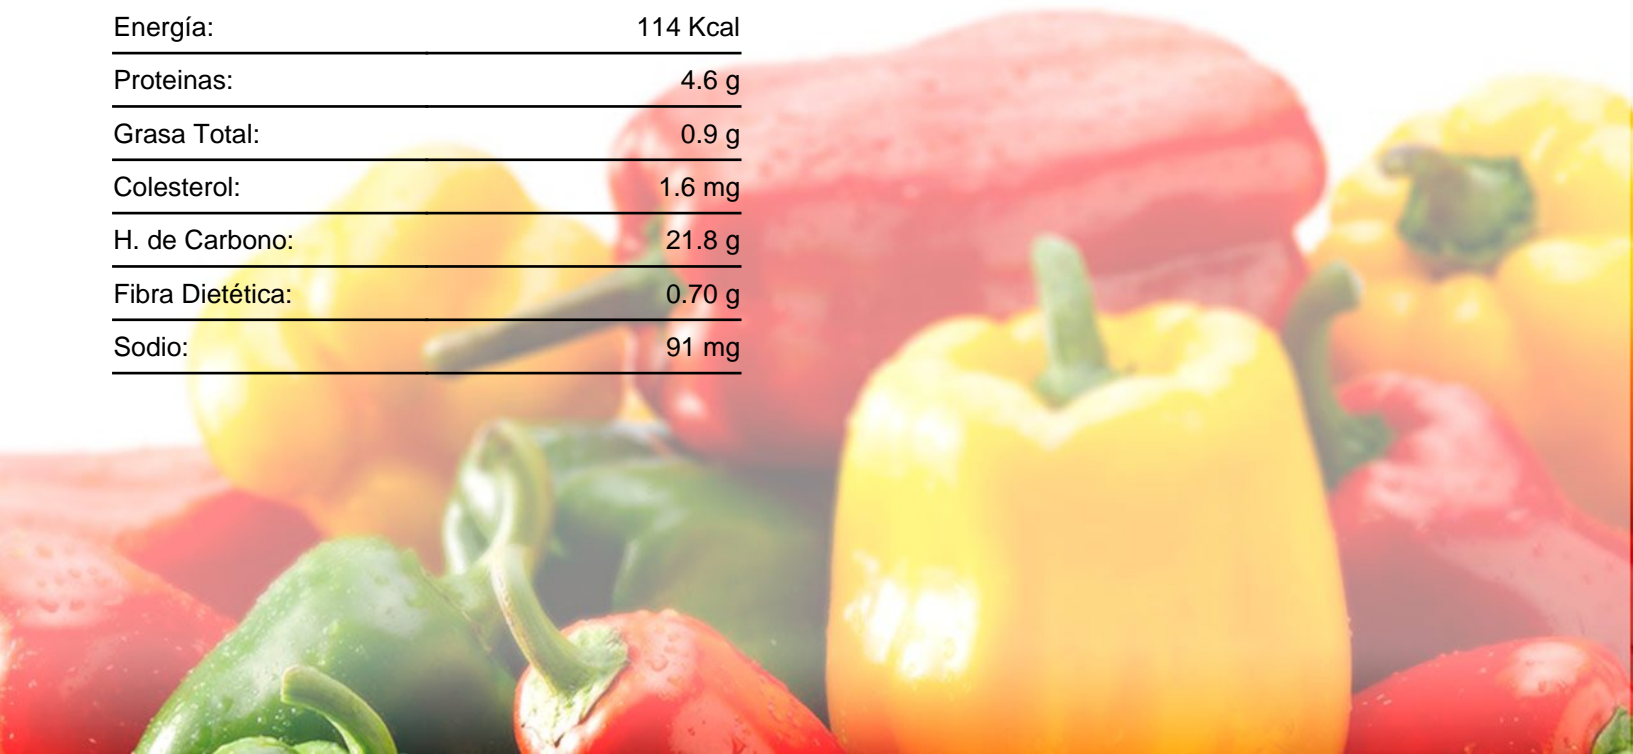 Energía: 114 Kcal
Proteinas: 4.6 g
Grasa Total: 0.9 g
Colesterol: 1.6 mg
H. de Carbono: 21.8 g
Fibra Dietética: 0.70 g
Sodio: 91 mg